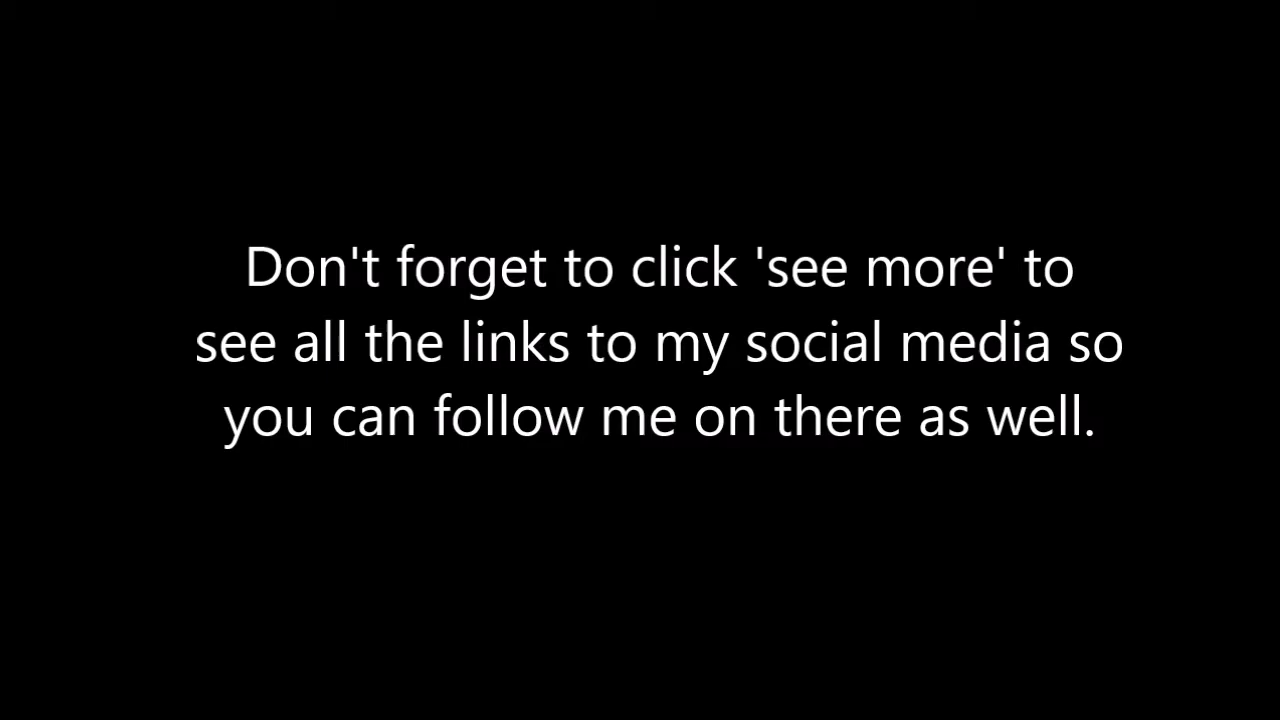 Don't forget to click 'see more' to
see all the links to my social media so
you can follow me on there as well.